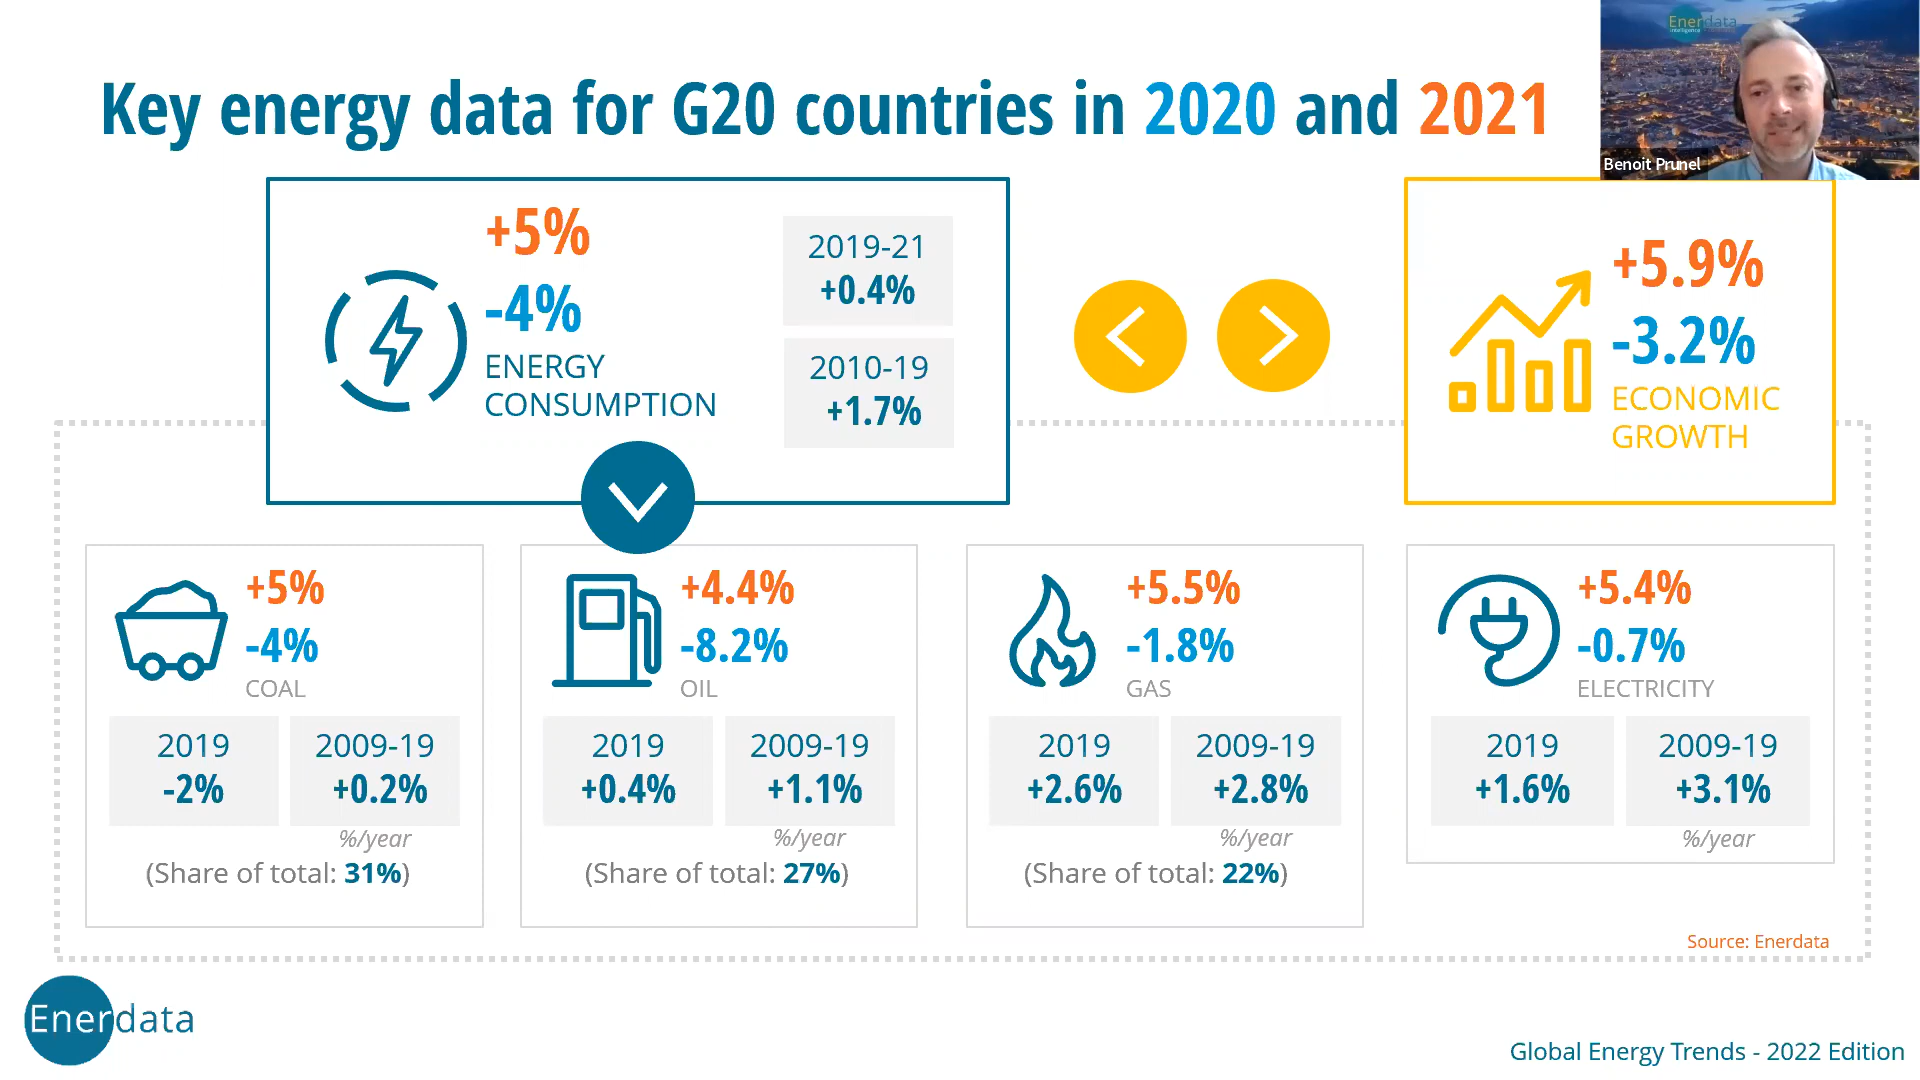 Key energy data for G20 countries in 2020 and 2021
Enerdata
Benoit Prunel
+5%
-4%
ENERGY
CONSUMPTION
2019-21
+0.4%
2010-19
+1.7%
+5.9%
-3.2%
ECONOMIC
GROWTH
+5%
-4%
COAL
2019
-2%
2009-19
+0.2%
%/year
(Share of total: 31%)
+4.4%
-8.2%
OIL
2019
+0.4%
2009-19
+1.1%
%/year
(Share of total: 27%)
+5.5%
-1.8%
GAS
2019
+2.6%
2009-19
+2.8%
%/year
(Share of total: 22%)
+5.4%
-0.7%
ELECTRICITY
2019
+1.6%
2009-19
+3.1%
%/year
Source: Enerdata
Enerdata
Global Energy Trends - 2022 Edition